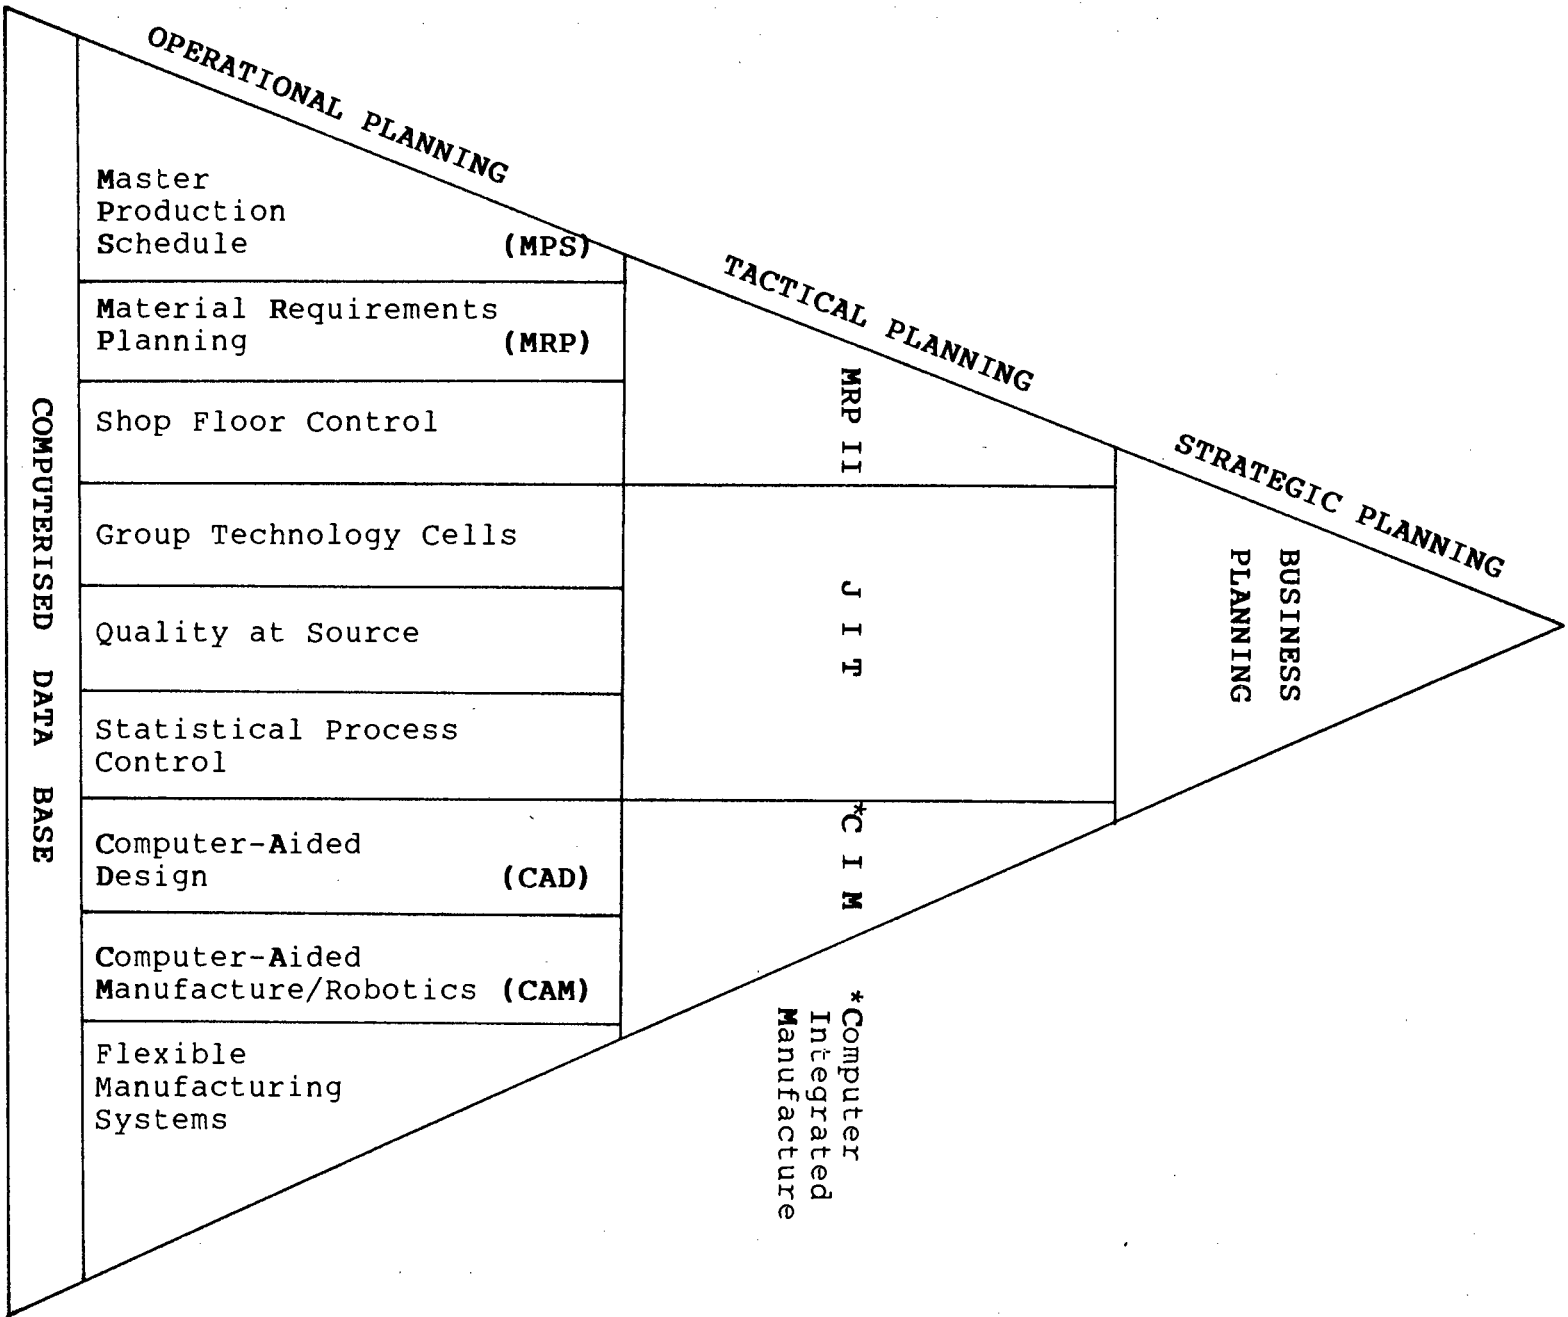 OPERATIONAL PLANNING
TACTICAL PLANNING
STRATEGIC PLANNING
COMPUTERISED DATA BASE
Master
Production
Schedule (MPS)
Material Requirements
Planning (MRP)
Shop Floor Control
Group Technology Cells
Quality at Source
Statistical Process
Control
Computer-Aided
Design (CAD)
Computer-Aided
Manufacture/Robotics (CAM)
Flexible
Manufacturing
Systems
MRP II
J I T
*C I M
BUSINESS
PLANNING
*Computer
Integrated
Manufacture